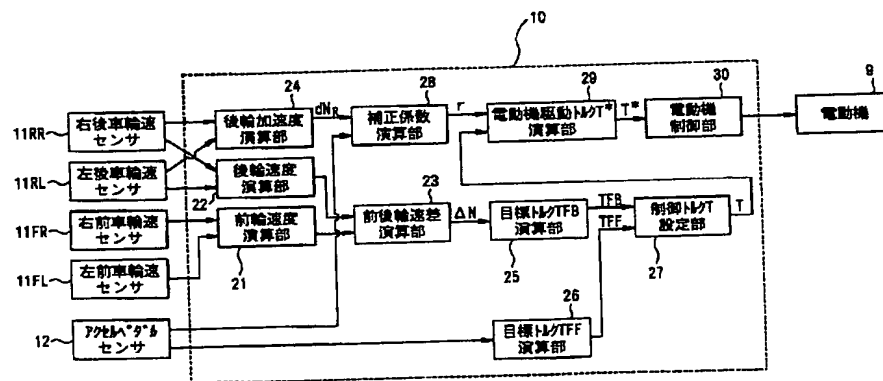 10
24
28
29
30
9
11RR
右後車輪速
センサ
後輪加速度
演算部
dNR
補正係数
演算部
r
電動機駆動トルクT*
演算部
T*
電動機
制御部
電動機
11RL
左後車輪速
センサ
22
後輪速度
演算部
23
11FR
右前車輪速
センサ
前輪速度
演算部
21
前後輪速差
演算部
ΔN
目標トルクTFB
演算部
25
TFB
TFF
制御トルクT
設定部
27
T
11FL
左前車輪速
センサ
26
12
アクセルペダル
センサ
目標トルクTFF
演算部